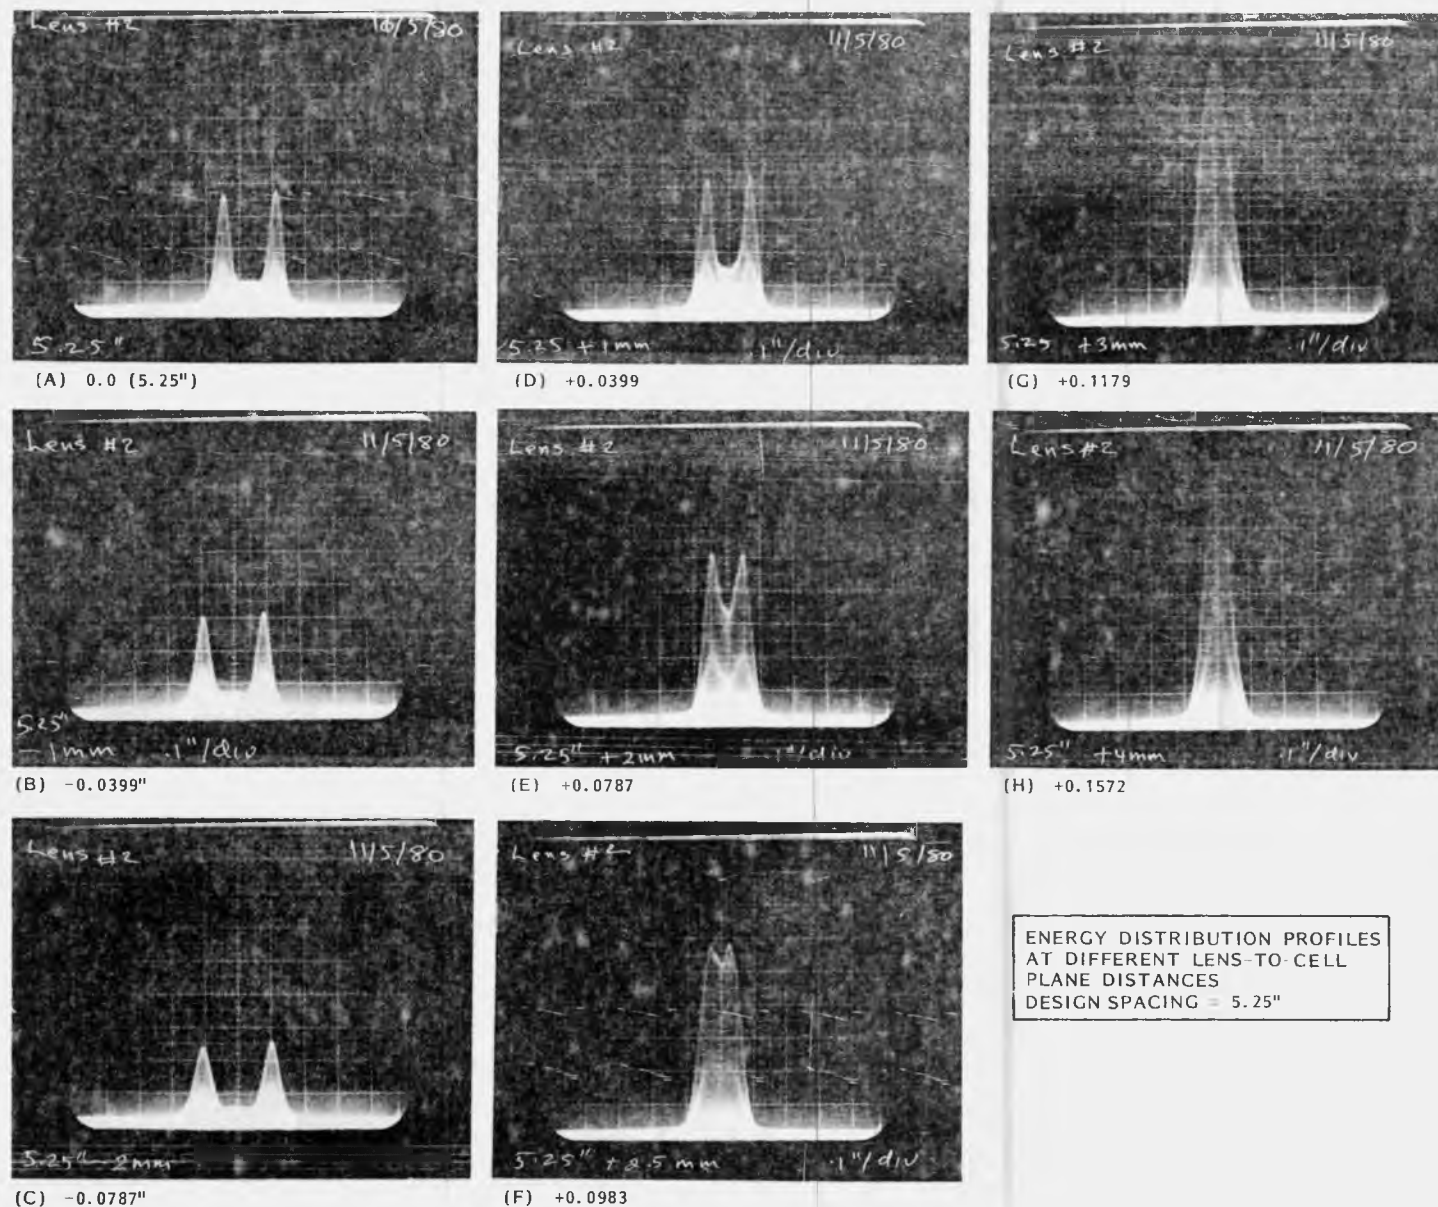 Lens #2 10/5/80
5.25"
(A) 0.0 (5.25")
Lens #2 11/5/80
5.25"
-1mm .1"/div
(B) -0.0399"
Lens #2 11/5/80
5.25" - 2mm
(C) -0.0787"
Lens #2 11/5/80
5.25 +1mm .1"/div
(D) +0.0399
Lens #2 11/5/80
5.25" +2mm .1"/div
(E) +0.0787
Lens #2 11/5/80
5.25" +2.5mm .1"/div
(F) +0.0983
Lens #2 11/5/80
5.25 +3mm .1"/div
(G) +0.1179
Lens #2 11/5/80
5.25" +4mm .1"/div
(H) +0.1572
ENERGY DISTRIBUTION PROFILES
AT DIFFERENT LENS-TO-CELL
PLANE DISTANCES
DESIGN SPACING = 5.25"